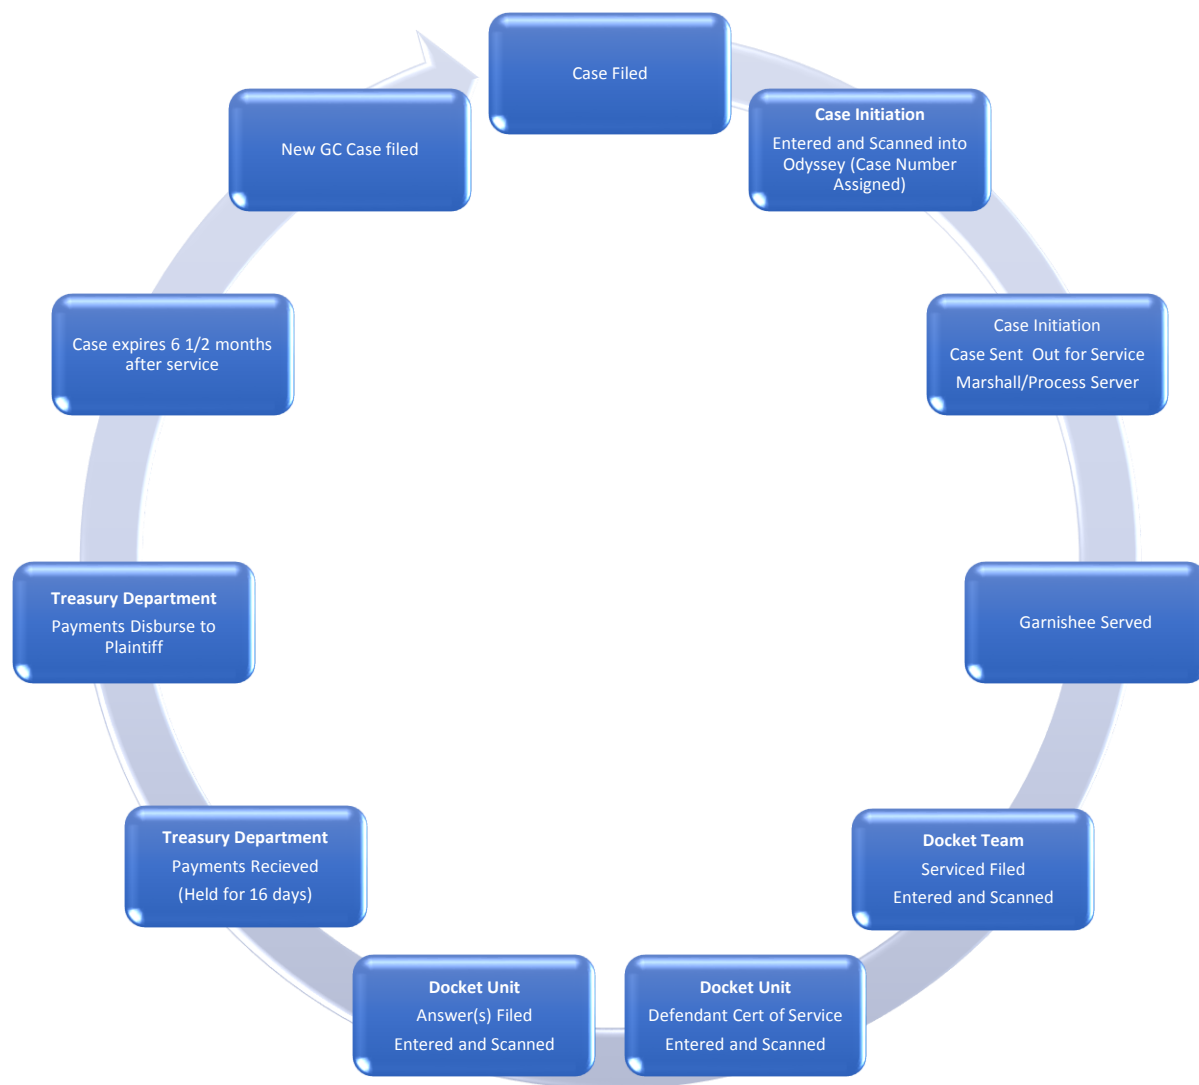 Case Filed
Case Initiation
Entered and Scanned into
Odyssey (Case Number
Assigned)
Case Initiation
Case Sent  Out for Service
Marshall/Process Server
Garnishee Served
Docket Team
Serviced Filed
Entered and Scanned
Docket Unit
Defendant Cert of Service
Entered and Scanned
Docket Unit
Answer(s) Filed
Entered and Scanned
Treasury Department
Payments Recieved
(Held for 16 days)
Treasury Department
Payments Disburse to
Plaintiff
Case expires 6 1/2 months
after service
New GC Case filed